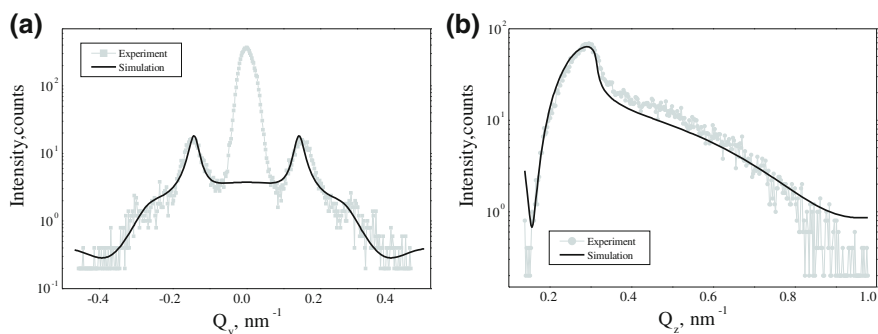 (a)
Intensity,counts
10^2
10^1
10^0
10^-1
Experiment
Simulation
-0.4
-0.2
0.0
0.2
0.4
Q_y, nm^-1
(b)
Intensity,counts
10^2
10^1
10^0
Experiment
Simulation
0.2
0.4
0.6
0.8
1.0
Q_z, nm^-1